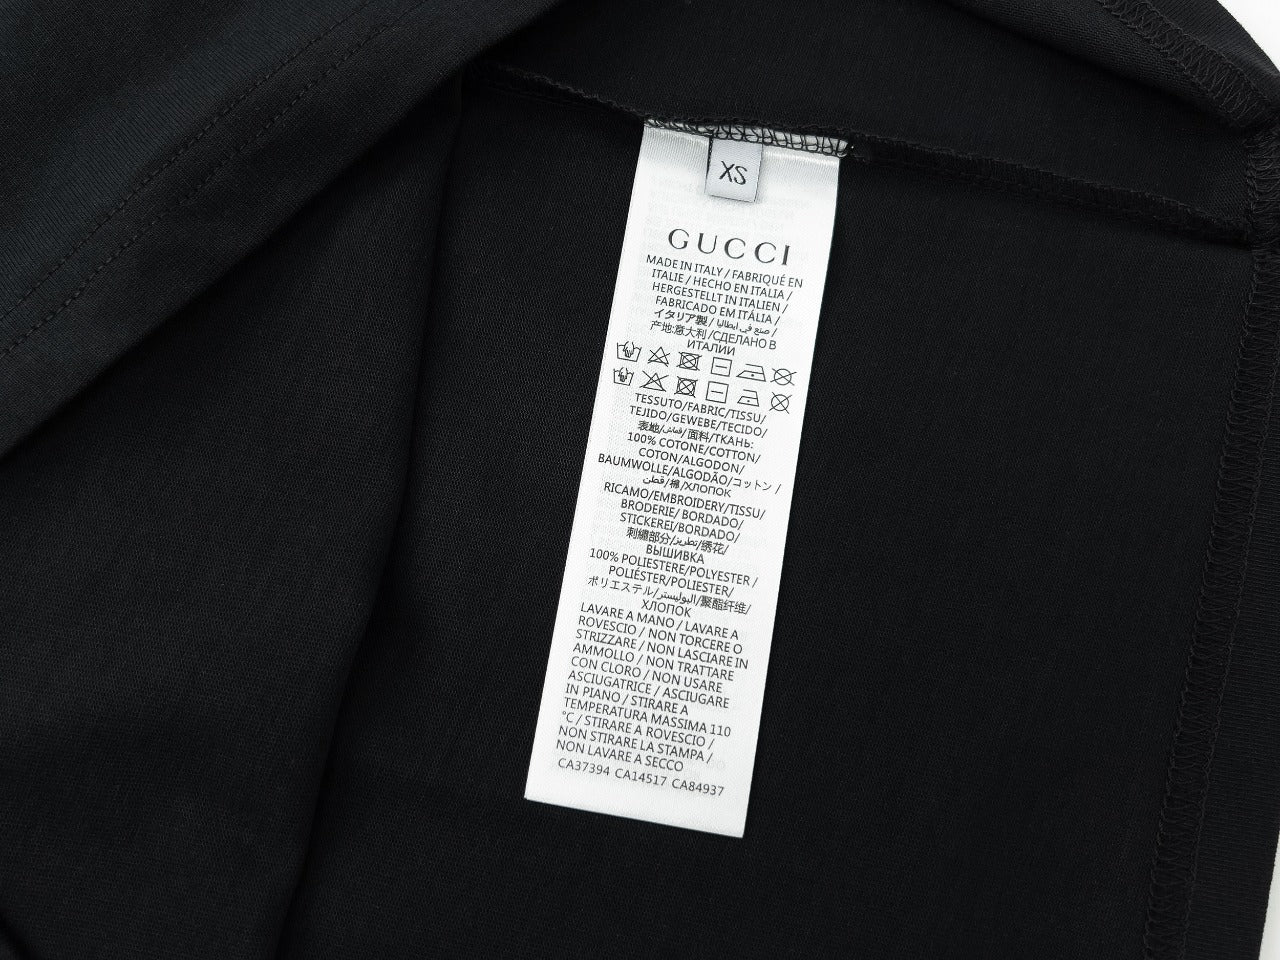 XS
GUCCI
MADE IN ITALY / FABRIQUÉ EN
ITALIE / HECHO EN ITALIA /
HERGESTELLT IN ITALIEN /
FABRICADO EM ITÁLIA /
イタリア製 / صنع في ايطاليا /
产地:意大利 /СДЕЛАНО В
ИТАЛИИ
TESSUTO/FABRIC/TISSU/
TEJIDO/GEWEBE/TECIDO/
表地/قماش/面料/ТКАНЬ:
100% COTONE/COTTON/
COTON/ALGODON/
BAUMWOLLE/ALGODÃO/コットン /
قطن/棉/ХЛОПОК
RICAMO/EMBROIDERY/TISSU/
BRODERIE/ BORDADO/
STICKEREI/BORDADO/
刺繡部分/تطريز/绣花/
ВЫШИВКА
100% POLIESTERE/POLYESTER /
POLIÉSTER/POLIESTER/
ポリエステル/البوليستر/聚酯纤维/
ХЛОПОК
LAVARE A MANO / LAVARE A
ROVESCIO / NON TORCERE O
STRIZZARE / NON LASCIARE IN
AMMOLLO / NON TRATTARE
CON CLORO / NON USARE
ASCIUGATRICE / ASCIUGARE
IN PIANO / STIRARE A
TEMPERATURA MASSIMA 110
°C / STIRARE A ROVESCIO /
NON STIRARE LA STAMPA /
NON LAVARE A SECCO
CA37394 CA14517 CA84937